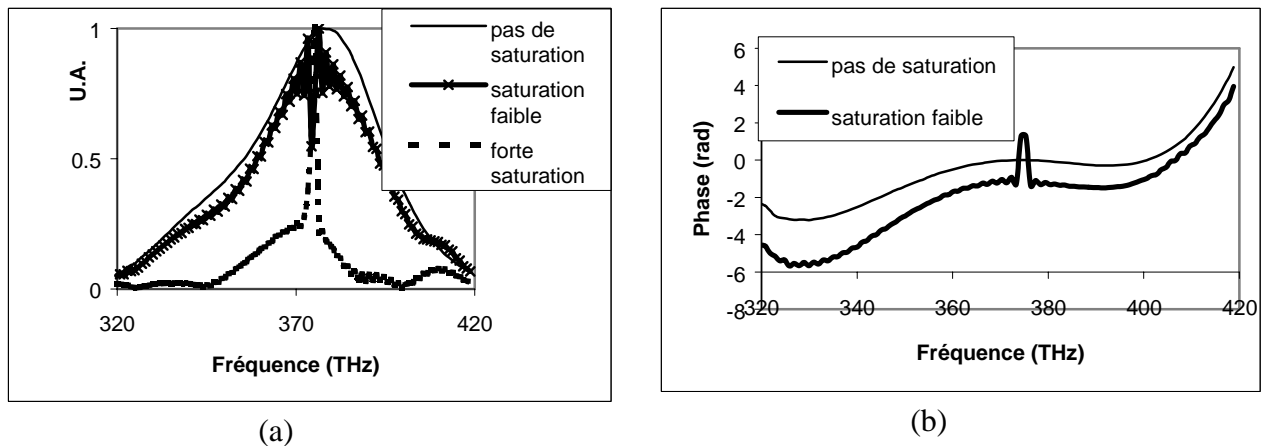 1
0.5
0
U.A.
320
370
420
Fréquence (THz)
pas de
saturation
saturation
faible
forte
saturation
(a)
6
4
2
0
-2
-4
-6
-8
Phase (rad)
320
340
360
380
400
420
Fréquence (THz)
pas de saturation
saturation faible
(b)